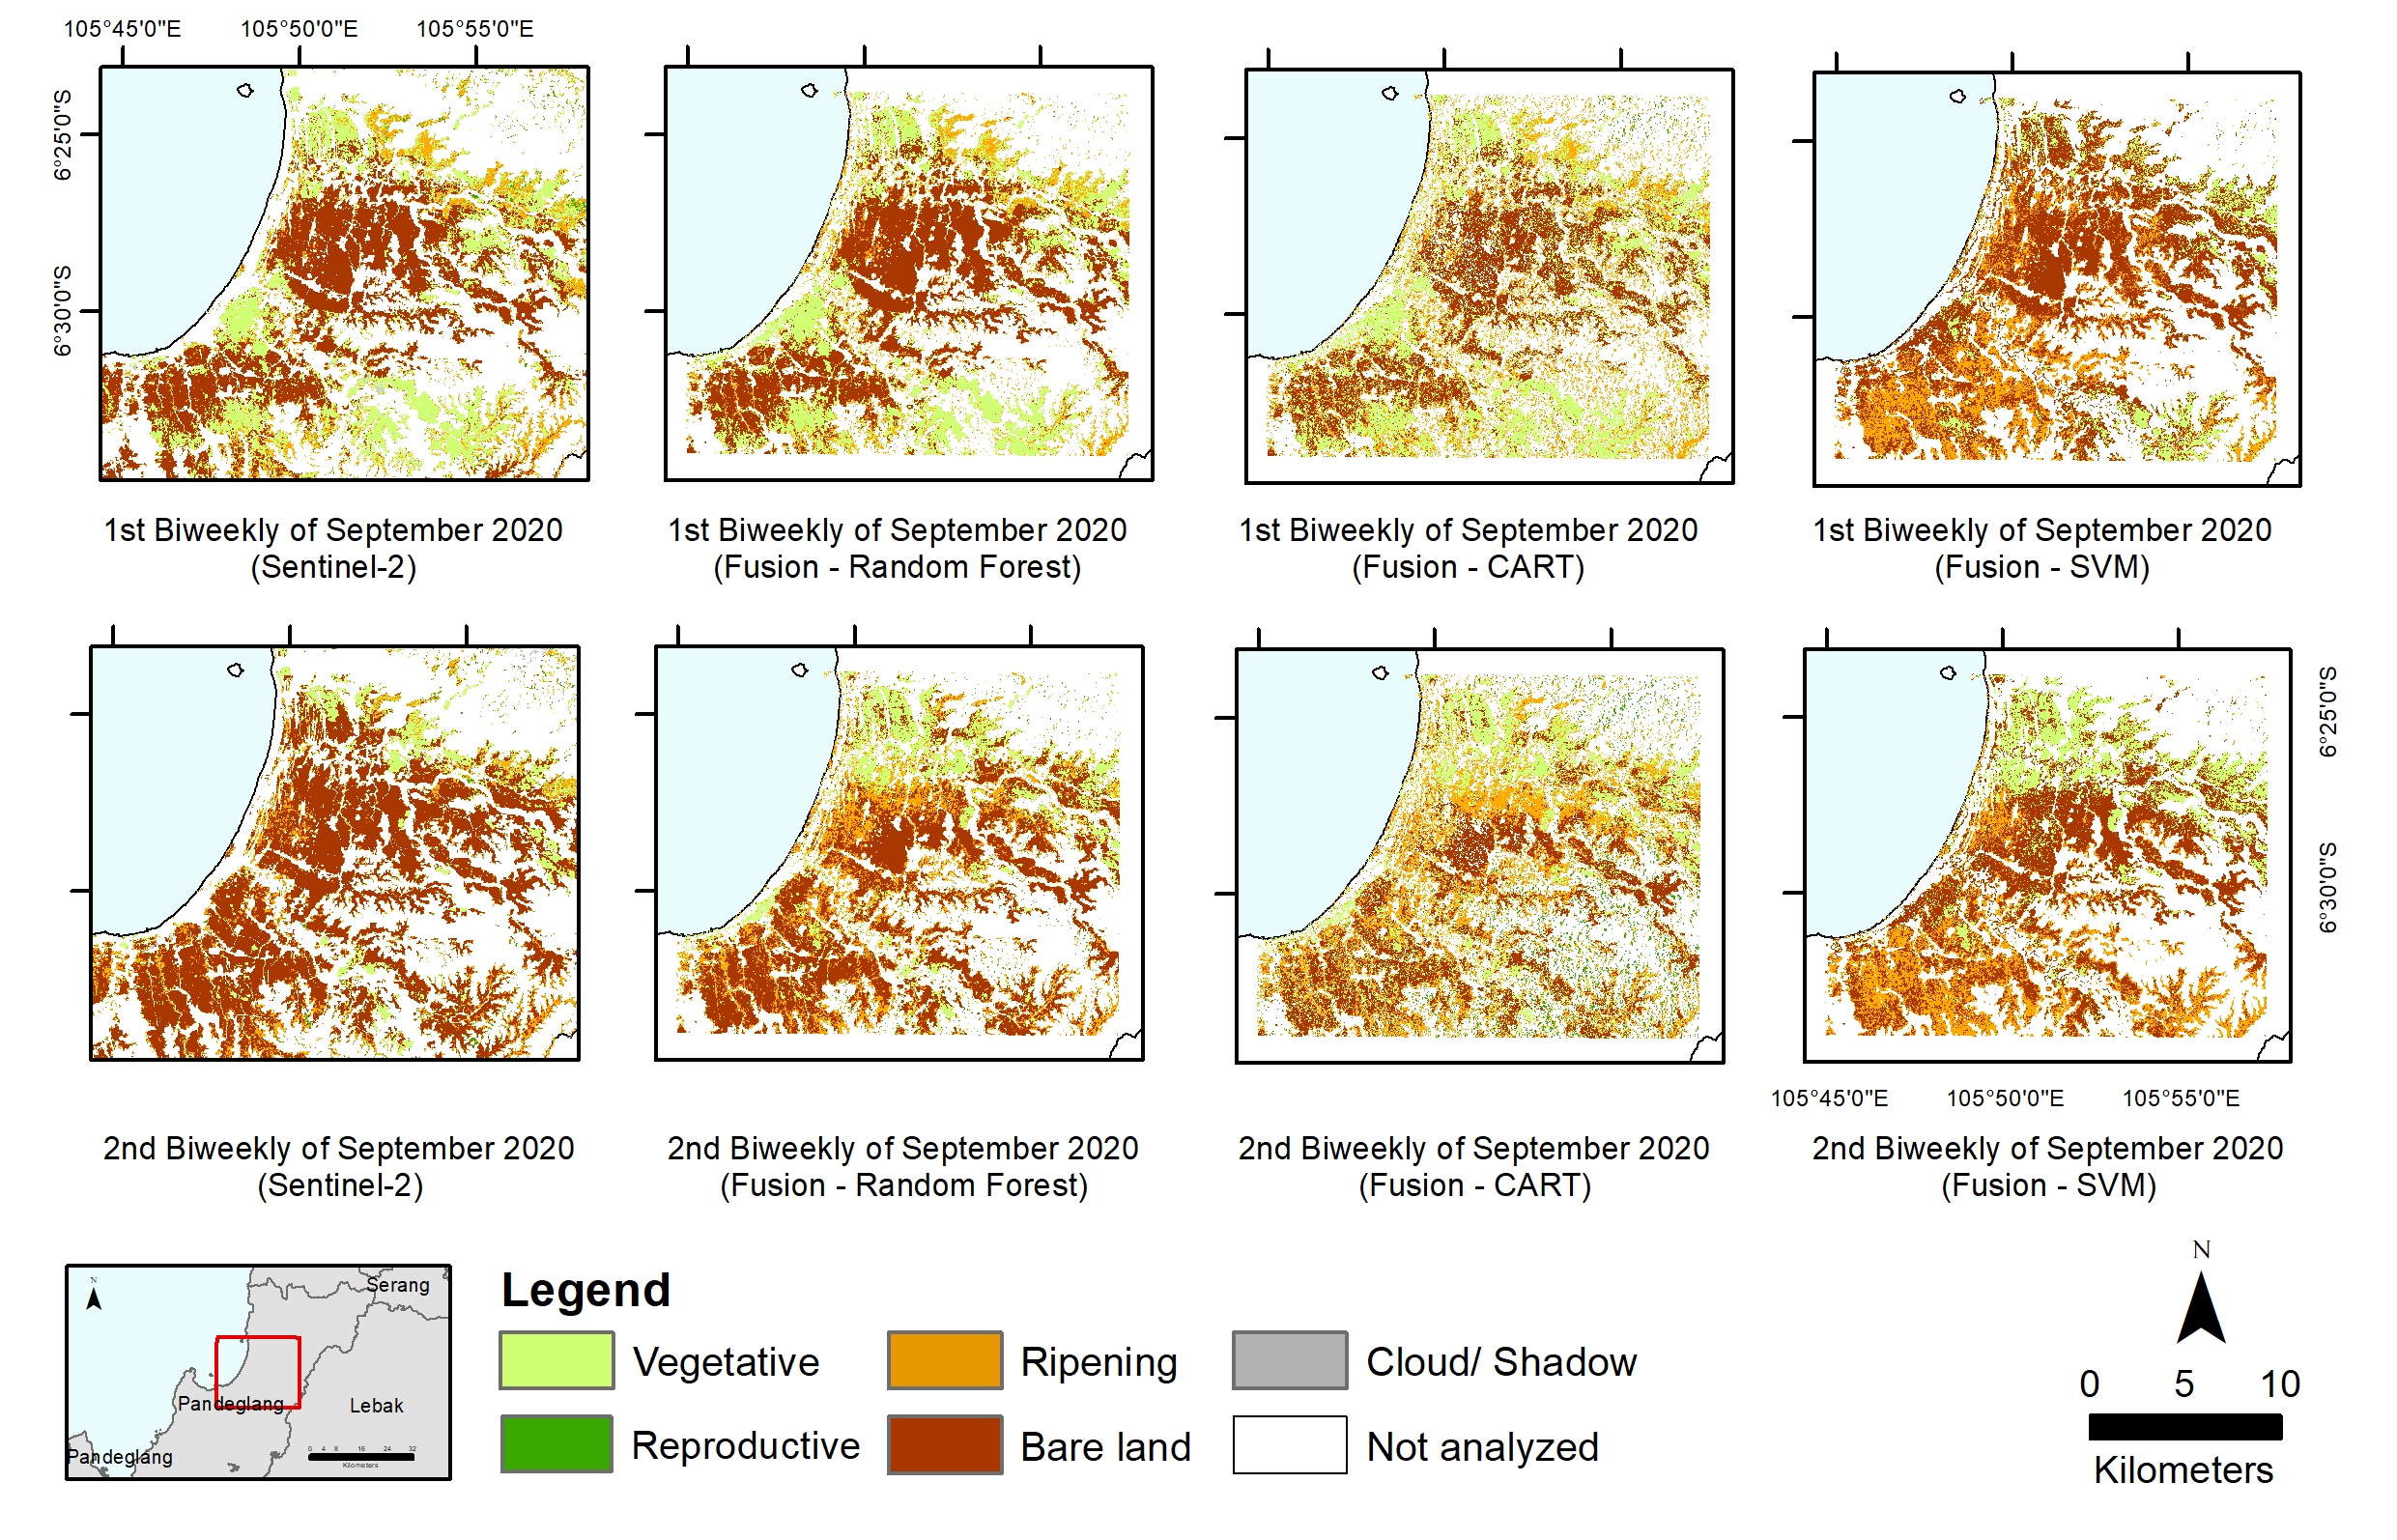 105°45'0"E 105°50'0"E 105°55'0"E
6°25'0"S
6°30'0"S
1st Biweekly of September 2020
(Sentinel-2)
1st Biweekly of September 2020
(Fusion - Random Forest)
1st Biweekly of September 2020
(Fusion - CART)
1st Biweekly of September 2020
(Fusion - SVM)
6°25'0"S
6°30'0"S
105°45'0"E 105°50'0"E 105°55'0"E
2nd Biweekly of September 2020
(Sentinel-2)
2nd Biweekly of September 2020
(Fusion - Random Forest)
2nd Biweekly of September 2020
(Fusion - CART)
2nd Biweekly of September 2020
(Fusion - SVM)
N
Serang
Pandeglang
Lebak
Pandeglang
0 4 8 16 24 32
Kilometers
Legend
Vegetative
Ripening
Cloud/ Shadow
Reproductive
Bare land
Not analyzed
N
0 5 10
Kilometers